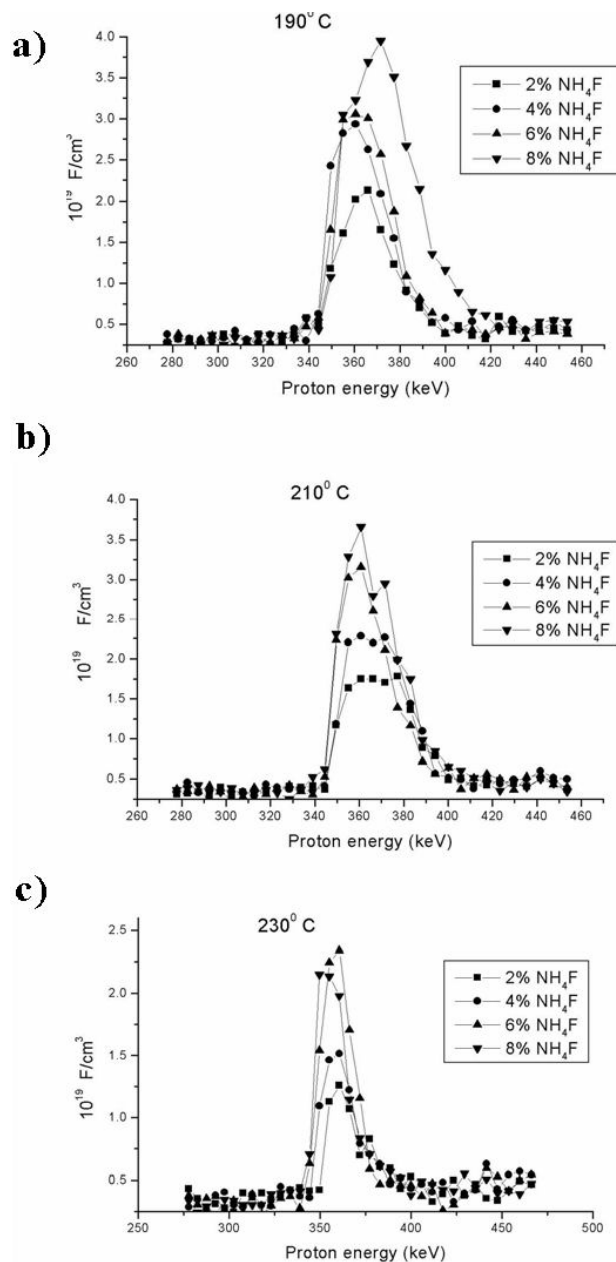 a)
190⁰ C
4.0
3.5
3.0
2.5
2.0
1.5
1.0
0.5
10¹⁹ F/cm³
2% NH₄F
4% NH₄F
6% NH₄F
8% NH₄F
260 280 300 320 340 360 380 400 420 440 460
Proton energy (keV)
b)
210⁰ C
4.0
3.5
3.0
2.5
2.0
1.5
1.0
0.5
10¹⁹ F/cm³
2% NH₄F
4% NH₄F
6% NH₄F
8% NH₄F
260 280 300 320 340 360 380 400 420 440 460
Proton energy (keV)
c)
230⁰ C
2.5
2.0
1.5
1.0
0.5
10¹⁹ F/cm³
2% NH₄F
4% NH₄F
6% NH₄F
8% NH₄F
250 300 350 400 450 500
Proton energy (keV)